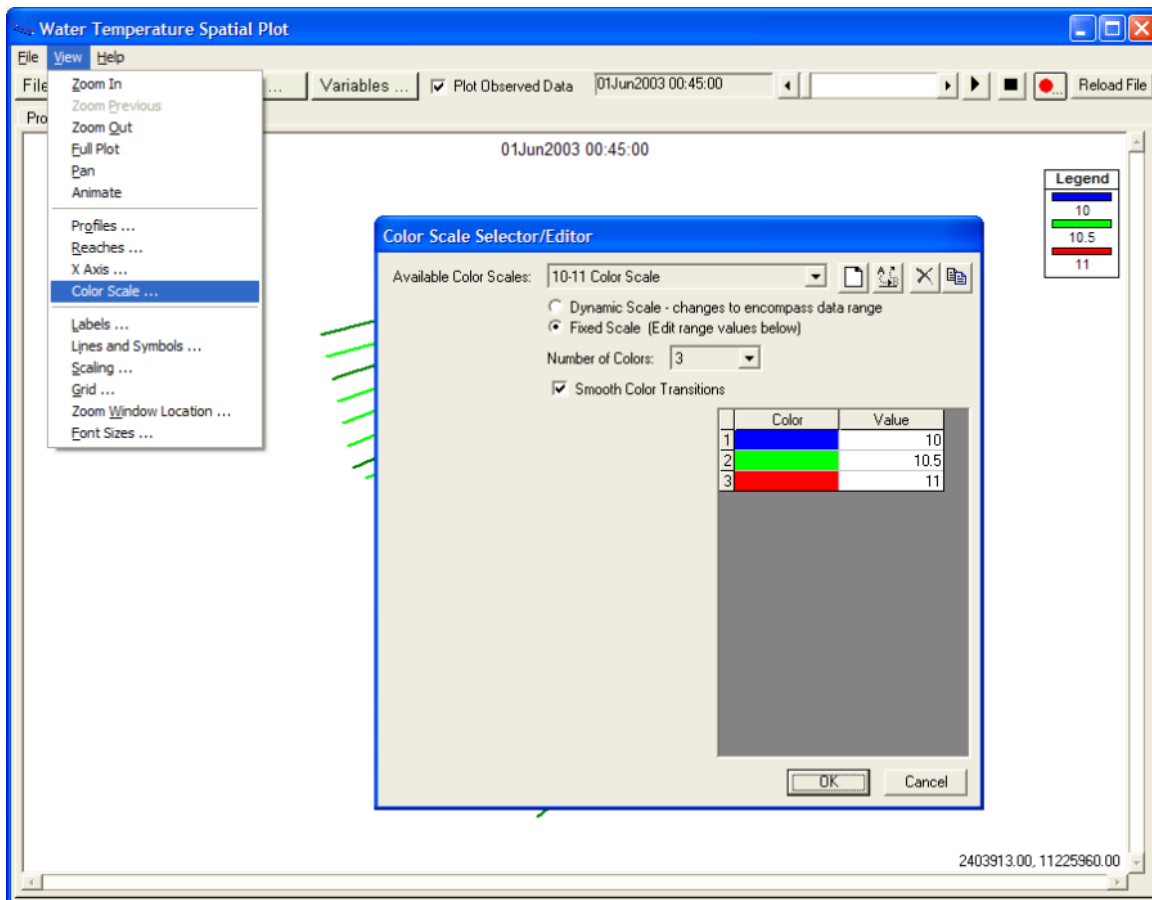 Water Temperature Spatial Plot
File View Help
File ... Variables ... Plot Observed Data 01Jun2003 00:45:00 ... Reload File
Pro
Zoom In
Zoom Previous
Zoom Out
Full Plot
Pan
Animate
Profiles ...
Reaches ...
X Axis ...
Color Scale ...
Labels ...
Lines and Symbols ...
Scaling ...
Grid ...
Zoom Window Location ...
Font Sizes ...
01Jun2003 00:45:00
Legend
10
10.5
11
Color Scale Selector/Editor
Available Color Scales: 10-11 Color Scale
Dynamic Scale - changes to encompass data range
Fixed Scale (Edit range values below)
Number of Colors: 3
Smooth Color Transitions
Color Value
1 10
2 10.5
3 11
OK Cancel
2403913.00, 11225960.00